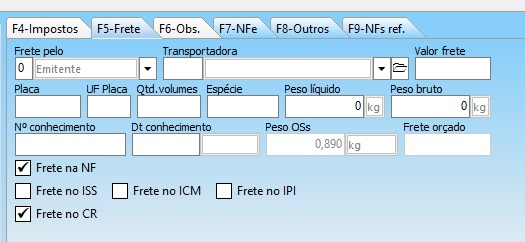 F4-Impostos F5-Frete F6-Obs. F7-NFe F8-Outros F9-NFs ref.
Frete pelo Transportadora Valor frete
0 Emitente
Placa UF Placa Qtd.volumes Espécie Peso líquido Peso bruto
0 kg 0 kg
Nº conhecimento Dt conhecimento Peso OSs Frete orçado
0,890 kg
Frete na NF
Frete no ISS Frete no ICM Frete no IPI
Frete no CR